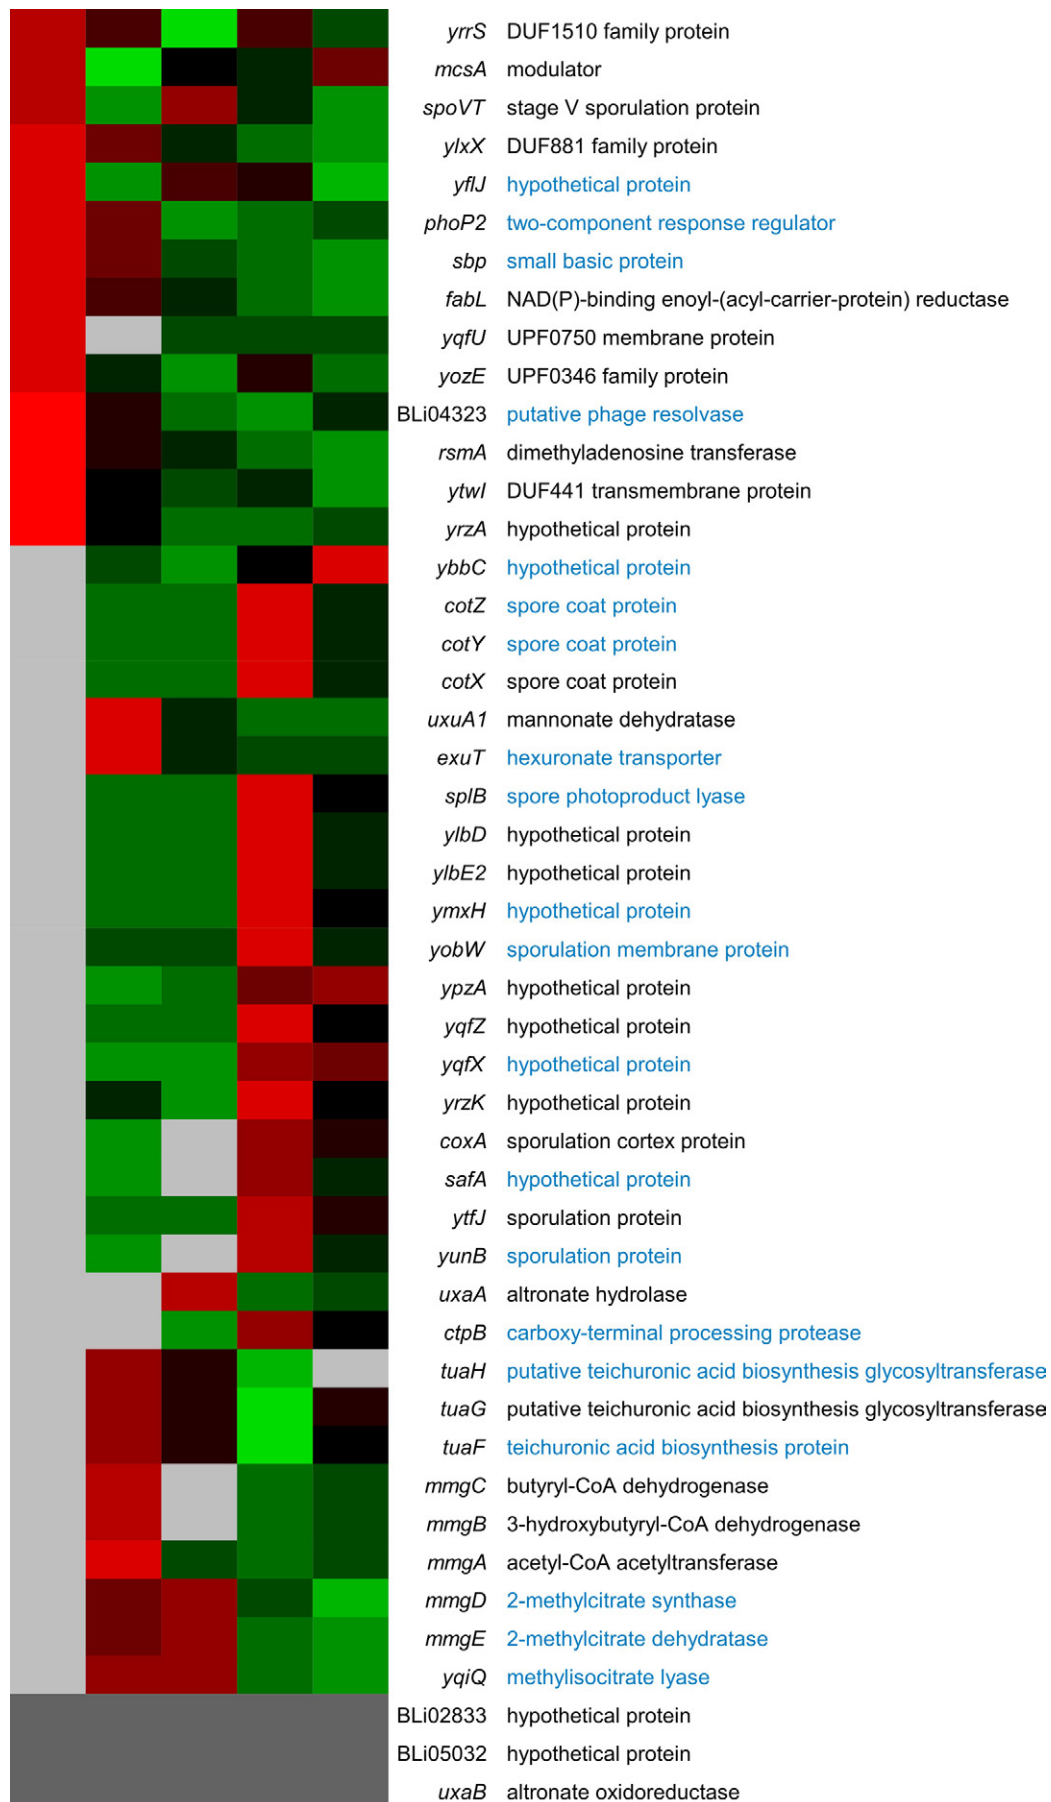 yrrS DUF1510 family protein
mcsA modulator
spoVT stage V sporulation protein
ylxX DUF881 family protein
yflJ hypothetical protein
phoP2 two-component response regulator
sbp small basic protein
fabL NAD(P)-binding enoyl-(acyl-carrier-protein) reductase
yqfU UPF0750 membrane protein
yozE UPF0346 family protein
BLi04323 putative phage resolvase
rsmA dimethyladenosine transferase
ytwI DUF441 transmembrane protein
yrzA hypothetical protein
ybbC hypothetical protein
cotZ spore coat protein
cotY spore coat protein
cotX spore coat protein
uxuA1 mannonate dehydratase
exuT hexuronate transporter
splB spore photoproduct lyase
ylbD hypothetical protein
ylbE2 hypothetical protein
ymxH hypothetical protein
yobW sporulation membrane protein
ypzA hypothetical protein
yqfZ hypothetical protein
yqfX hypothetical protein
yrzK hypothetical protein
coxA sporulation cortex protein
safA hypothetical protein
ytfJ sporulation protein
yunB sporulation protein
uxaA altronate hydrolase
ctpB carboxy-terminal processing protease
tuaH putative teichuronic acid biosynthesis glycosyltransferase
tuaG putative teichuronic acid biosynthesis glycosyltransferase
tuaF teichuronic acid biosynthesis protein
mmgC butyryl-CoA dehydrogenase
mmgB 3-hydroxybutyryl-CoA dehydrogenase
mmgA acetyl-CoA acetyltransferase
mmgD 2-methylcitrate synthase
mmgE 2-methylcitrate dehydratase
yqiQ methylisocitrate lyase
BLi02833 hypothetical protein
BLi05032 hypothetical protein
uxaB altronate oxidoreductase